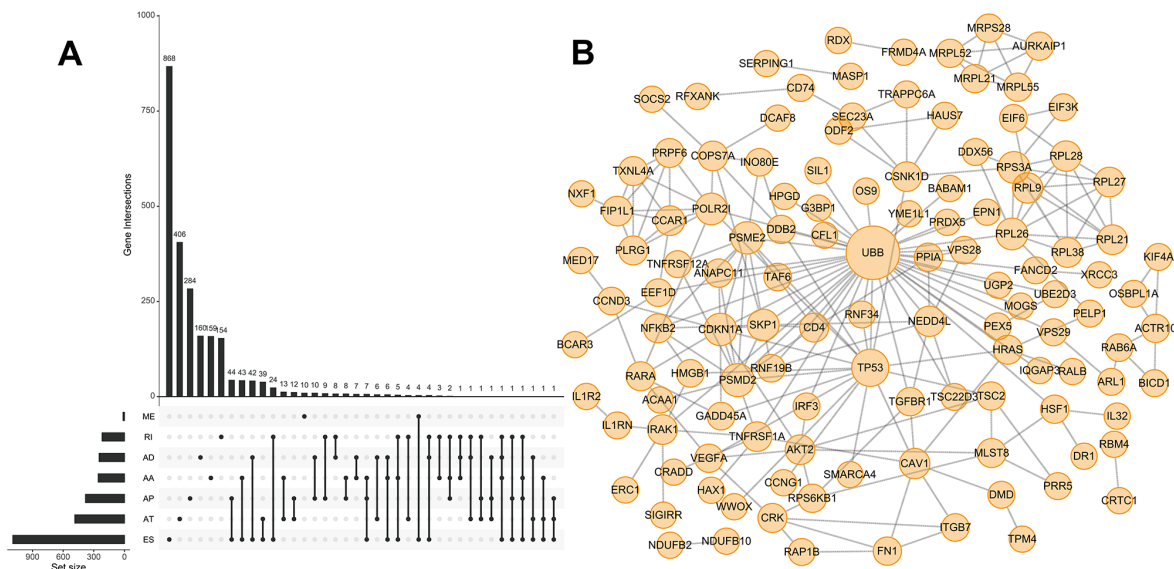 A
B
1000
750
500
250
0
Gene Intersections
868
406
284
160
159
154
44
43
42
39
24
13
12
10
10
9
8
8
7
7
6
6
5
4
4
4
3
2
1
1
1
1
1
1
1
1
1
1
ME
RI
AD
AA
AP
AT
ES
900
600
300
0
Set size
MRPS28
RDX
MRPL52
FRMD4A
AURKAIP1
SERPING1
MASP1
MRPL21
MRPL55
SOCS2
RFXANK
CD74
TRAPPC6A
SEC23A
HAUS7
EIF6
EIF3K
DCAF8
ODF2
PRPF6
COPS7A
INO80E
DDX56
RPS3A
RPL28
TXNL4A
SIL1
CSNK1D
RPL9
RPL27
NXF1
HPGD
OS9
BABAM1
FIP1L1
CCAR1
POLR2I
G3BP1
YME1L1
EPN1
PRDX5
DDB2
CFL1
RPL26
RPL21
PLRG1
PSME2
UBB
PPIA
VPS28
RPL38
KIF4A
MED17
TNFRSF12A
ANAPC11
TAF6
FANCD2
XRCC3
UGP2
UBE2D3
OSBPL1A
EEF1D
CCND3
MOGS
PELP1
NFKB2
CDKN1A
SKP1
CD4
RNF34
NEDD4L
PEX5
VPS29
ACTR10
BCAR3
HRAS
RAB6A
RARA
HMGB1
PSMD2
RNF19B
TP53
IQGAP3
RALB
ARL1
BICD1
IL1R2
ACAA1
GADD45A
IRF3
TGFBR1
TSC22D3
TSC2
HSF1
IL32
IL1RN
IRAK1
TNFRSF1A
AKT2
RBM4
VEGFA
MLST8
DR1
CRADD
SMARCA4
CAV1
ERC1
HAX1
CCNG1
PRR5
CRTC1
WWOX
RPS6KB1
DMD
SIGIRR
CRK
ITGB7
TPM4
NDUFB2
NDUFB10
RAP1B
FN1